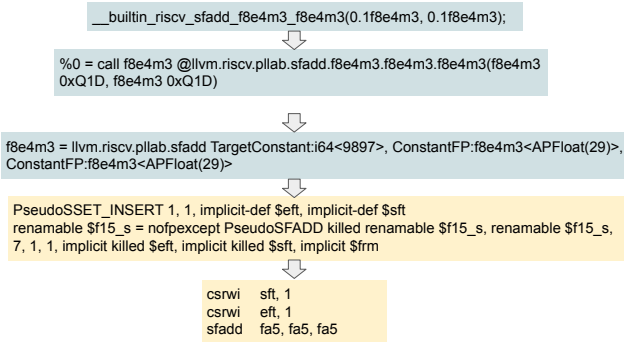 __builtin_riscv_sfadd_f8e4m3_f8e4m3(0.1f8e4m3, 0.1f8e4m3);
%0 = call f8e4m3 @llvm.riscv.pllab.sfadd.f8e4m3.f8e4m3.f8e4m3(f8e4m3
0xQ1D, f8e4m3 0xQ1D)
f8e4m3 = llvm.riscv.pllab.sfadd TargetConstant:i64<9897>, ConstantFP:f8e4m3<APFloat(29)>,
ConstantFP:f8e4m3<APFloat(29)>
PseudoSSET_INSERT 1, 1, implicit-def $eft, implicit-def $sft
renamable $f15_s = nofpexcept PseudoSFADD killed renamable $f15_s, renamable $f15_s,
7, 1, 1, implicit killed $eft, implicit killed $sft, implicit $frm
csrwi sft, 1
csrwi eft, 1
sfadd fa5, fa5, fa5